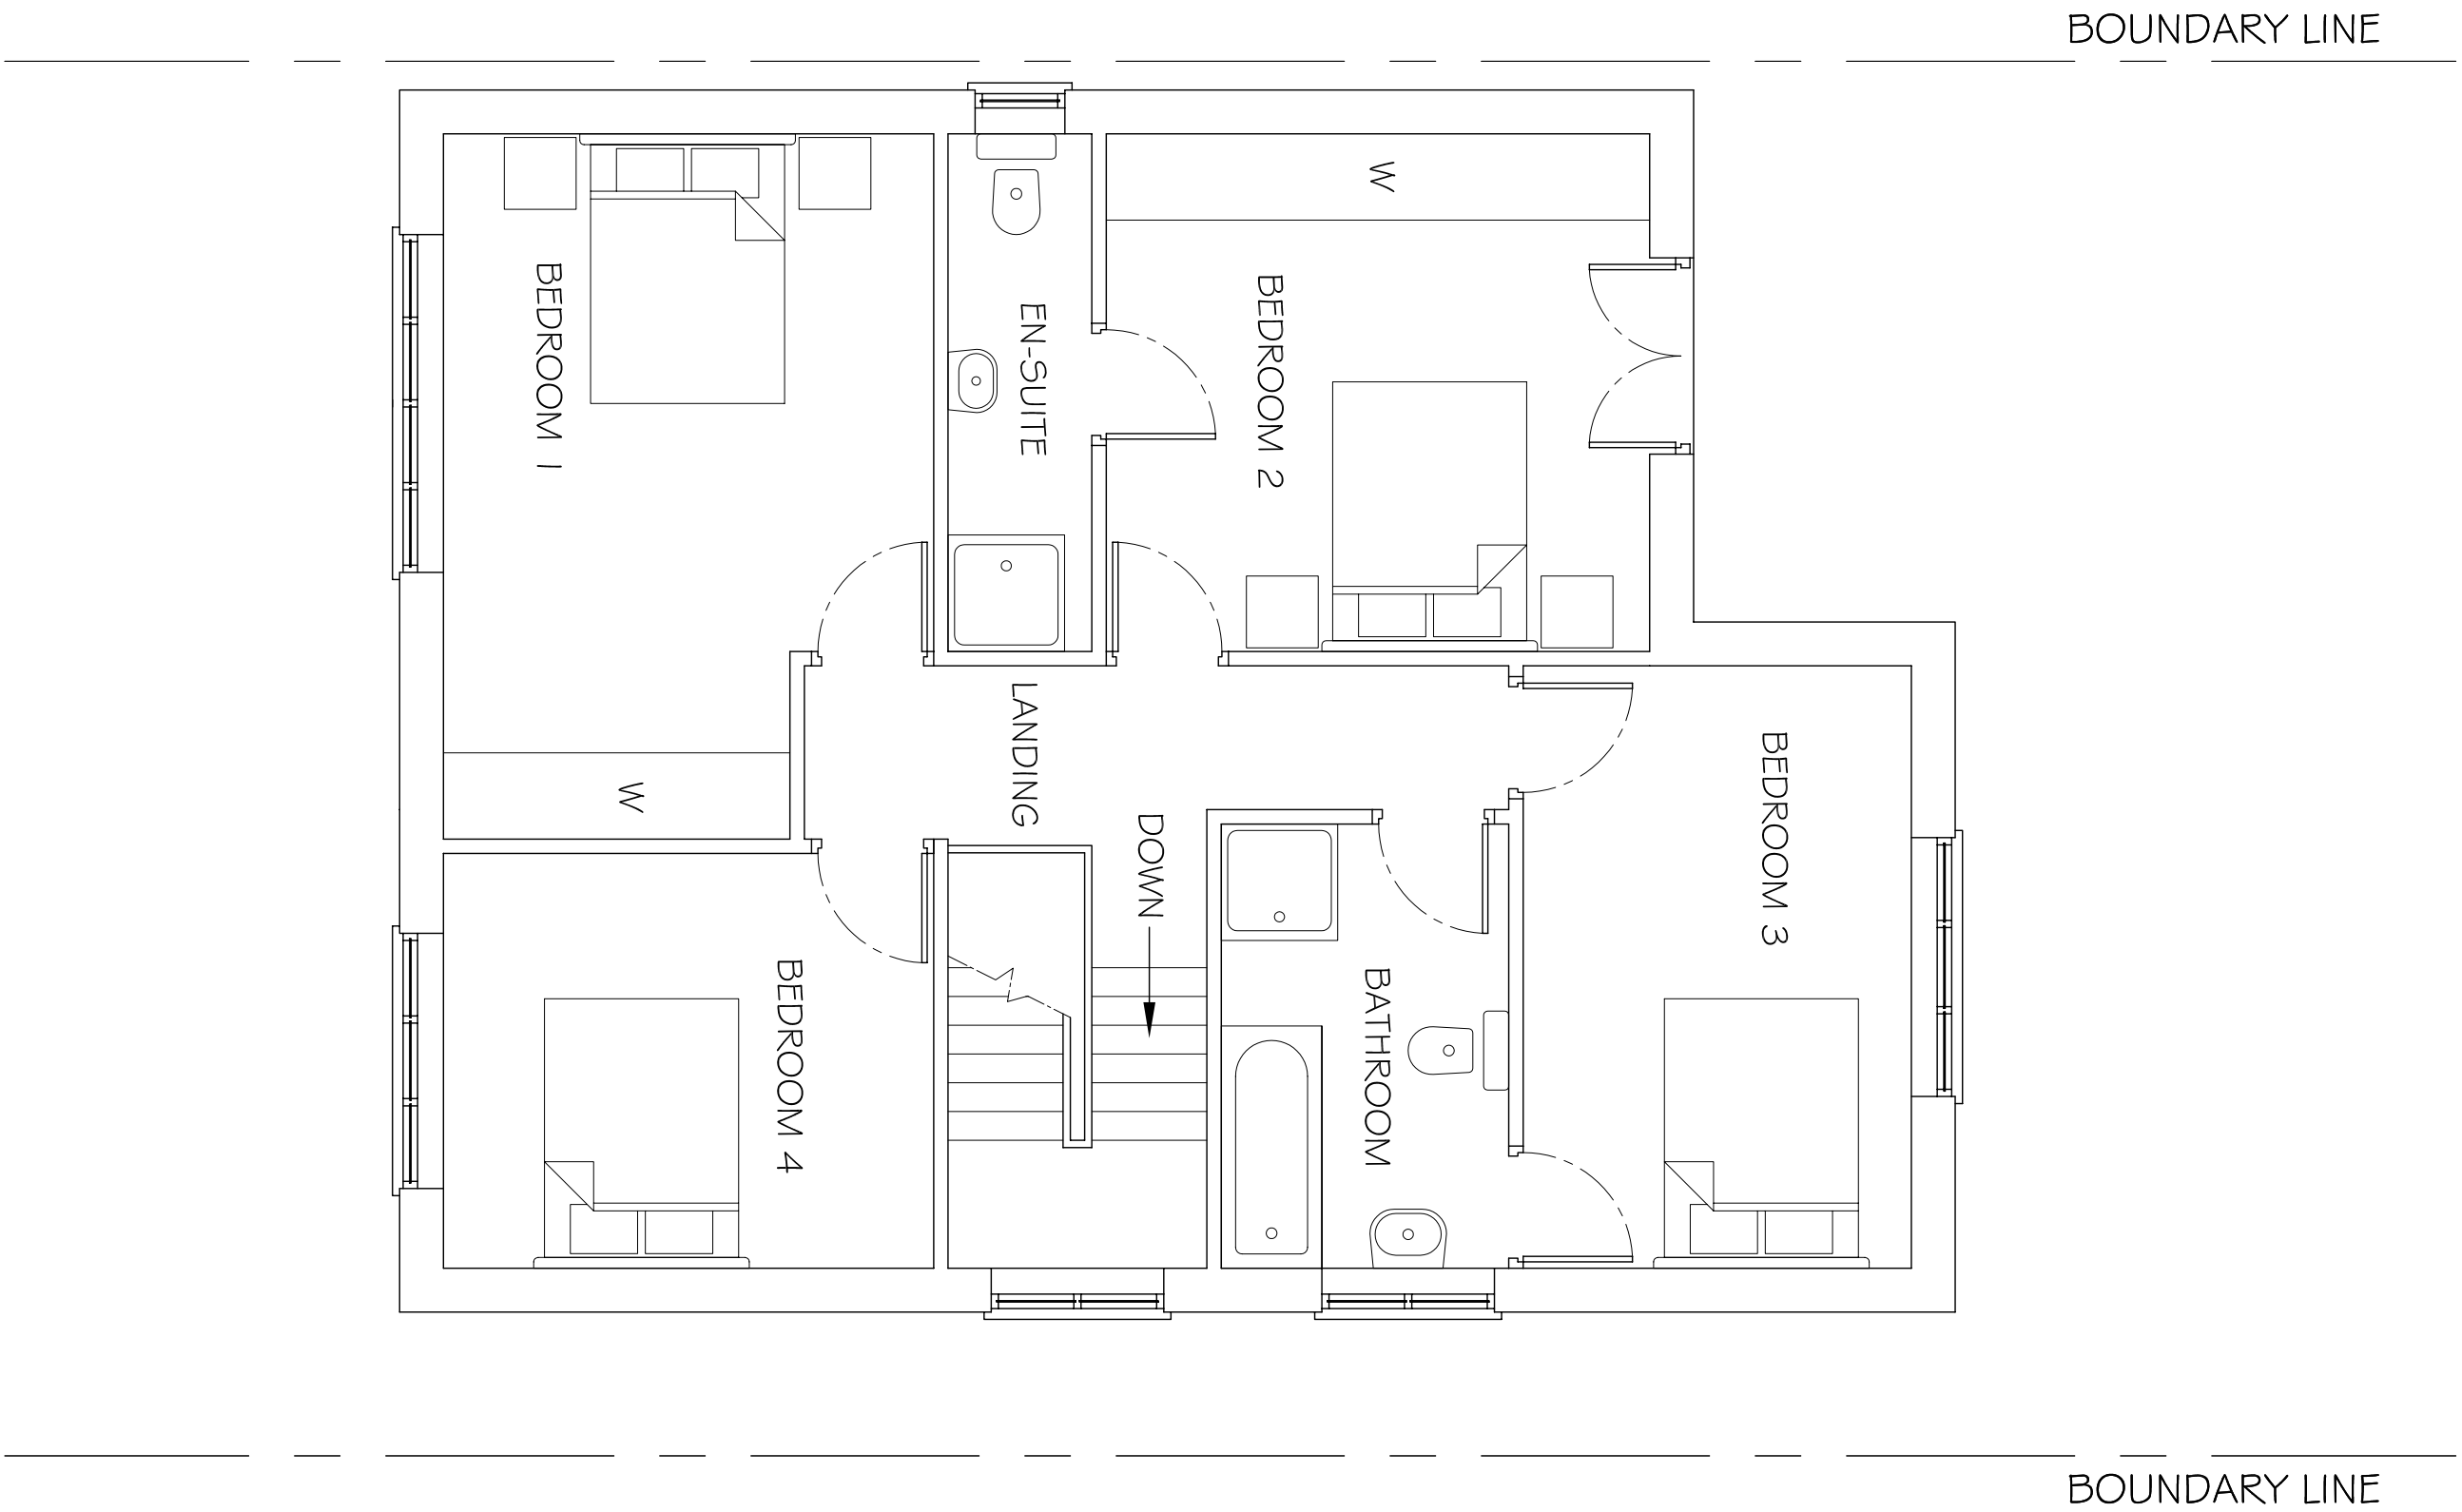 BOUNDARY LINE
W
BEDROOM 1
EN-SUITE
BEDROOM 2
LANDING
W
DOWN
BEDROOM 3
BEDROOM 4
BATHROOM
BOUNDARY LINE